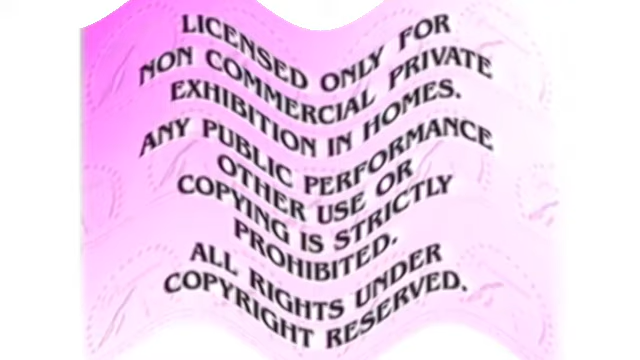 LICENSED ONLY FOR
NON COMMERCIAL PRIVATE
EXHIBITION IN HOMES.
ANY PUBLIC PERFORMANCE
OTHER USE OR
COPYING IS STRICTLY
PROHIBITED.
ALL RIGHTS UNDER
COPYRIGHT RESERVED.